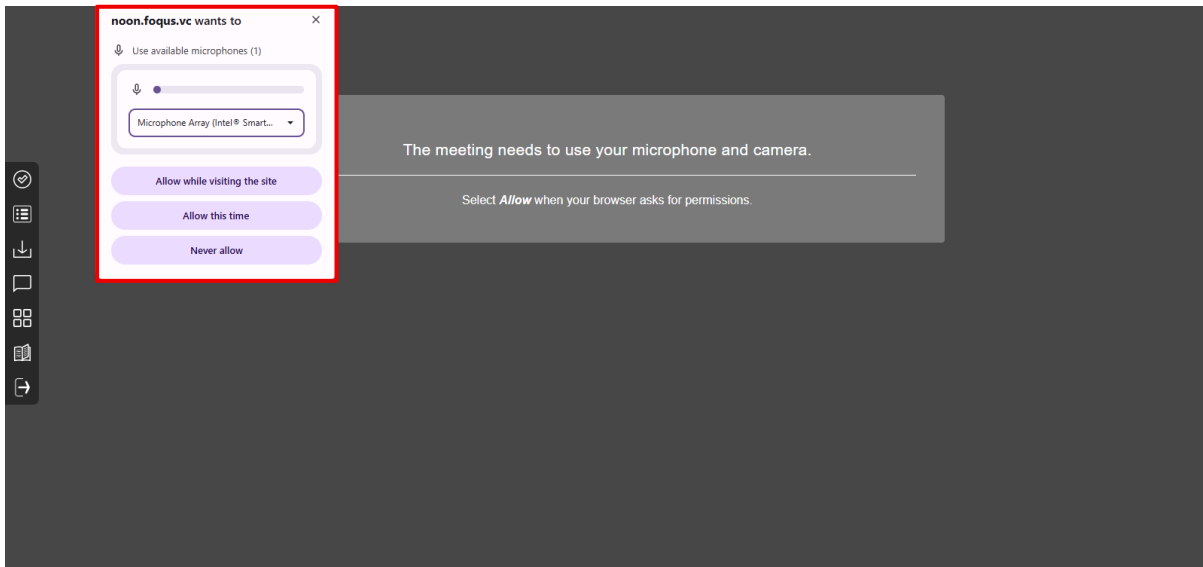 noon.foqus.vc wants to
Use available microphones (1)
Microphone Array (Intel® Smart...
Allow while visiting the site
Allow this time
Never allow
The meeting needs to use your microphone and camera.
Select Allow when your browser asks for permissions.